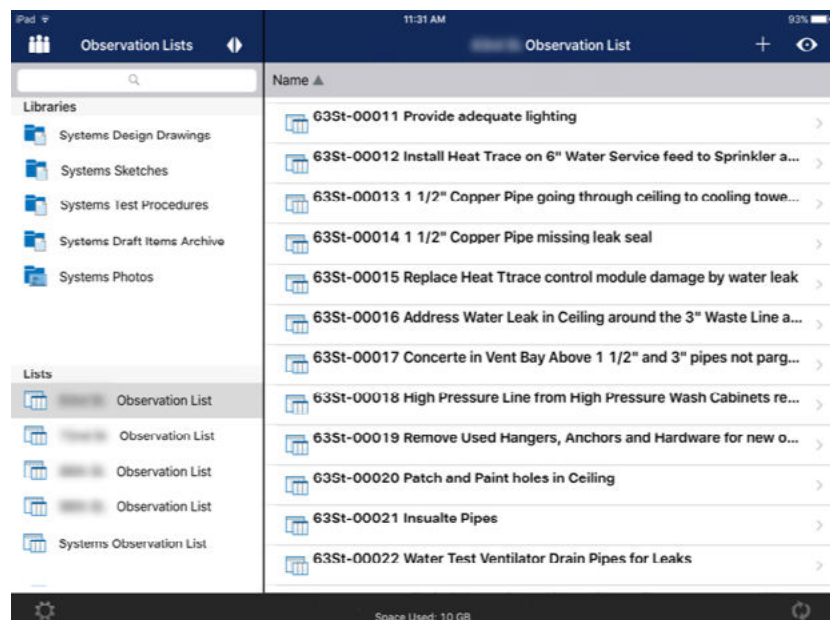 iPad
11:31 AM
93%
Observation Lists
Observation List
Name
Libraries
Systems Design Drawings
Systems Sketches
Systems Test Procedures
Systems Draft Items Archive
Systems Photos
Lists
Observation List
Observation List
Observation List
Observation List
Systems Observation List
63St-00011 Provide adequate lighting
63St-00012 Install Heat Trace on 6" Water Service feed to Sprinkler a...
63St-00013 1 1/2" Copper Pipe going through ceiling to cooling towe...
63St-00014 1 1/2" Copper Pipe missing leak seal
63St-00015 Replace Heat Ttrace control module damage by water leak
63St-00016 Address Water Leak in Ceiling around the 3" Waste Line a...
63St-00017 Concerte in Vent Bay Above 1 1/2" and 3" pipes not parg...
63St-00018 High Pressure Line from High Pressure Wash Cabinets re...
63St-00019 Remove Used Hangers, Anchors and Hardware for new o...
63St-00020 Patch and Paint holes in Ceiling
63St-00021 Insualte Pipes
63St-00022 Water Test Ventilator Drain Pipes for Leaks
Space Used: 10 GB